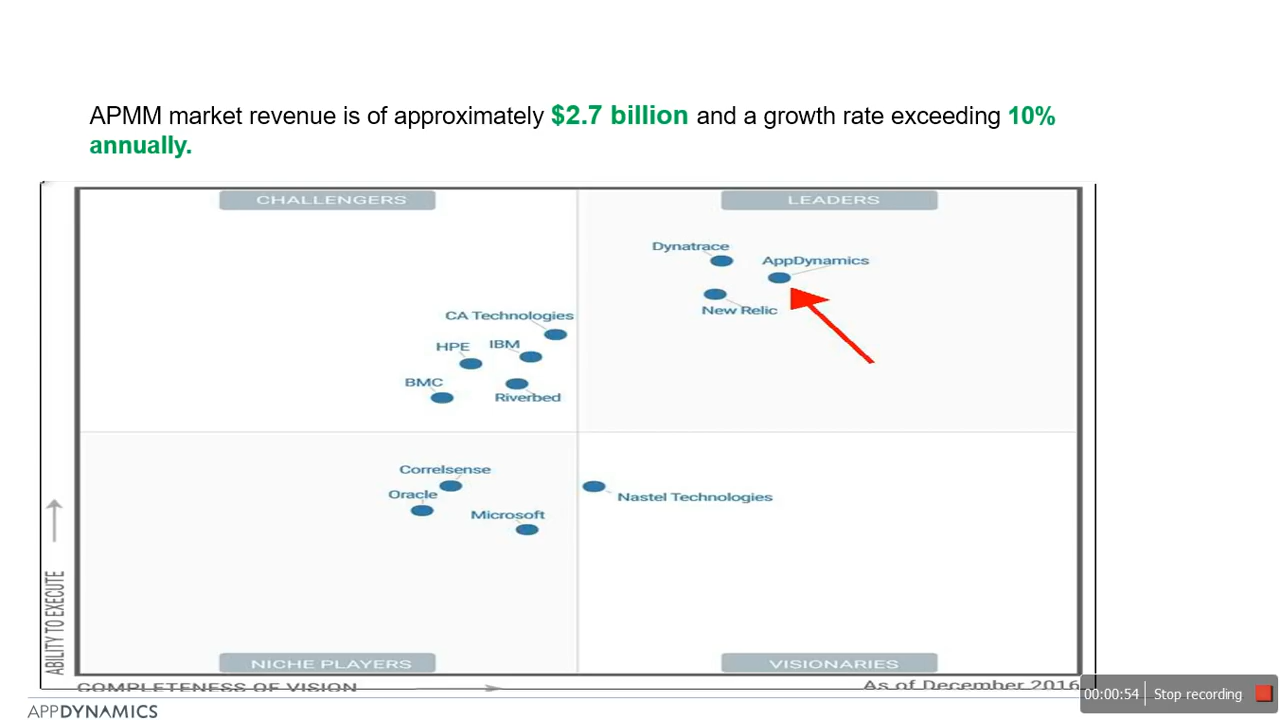 APMM market revenue is of approximately $2.7 billion and a growth rate exceeding 10%
annually.
CHALLENGERS
LEADERS
Dynatrace
AppDynamics
New Relic
CA Technologies
HPE
IBM
BMC
Riverbed
Correlsense
Oracle
Microsoft
Nastel Technologies
ABILITY TO EXECUTE
NICHE PLAYERS
VISIONARIES
COMPLETENESS OF VISION
As of December 2016
APPDYNAMICS
00:00:54
Stop recording